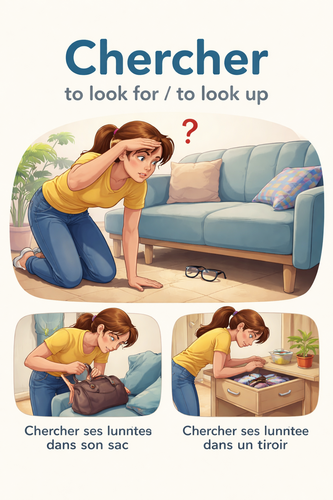 Chercher
to look for / to look up
?
Chercher ses lunntes
dans son sac
Chercher ses lunntee
dans un tiroir